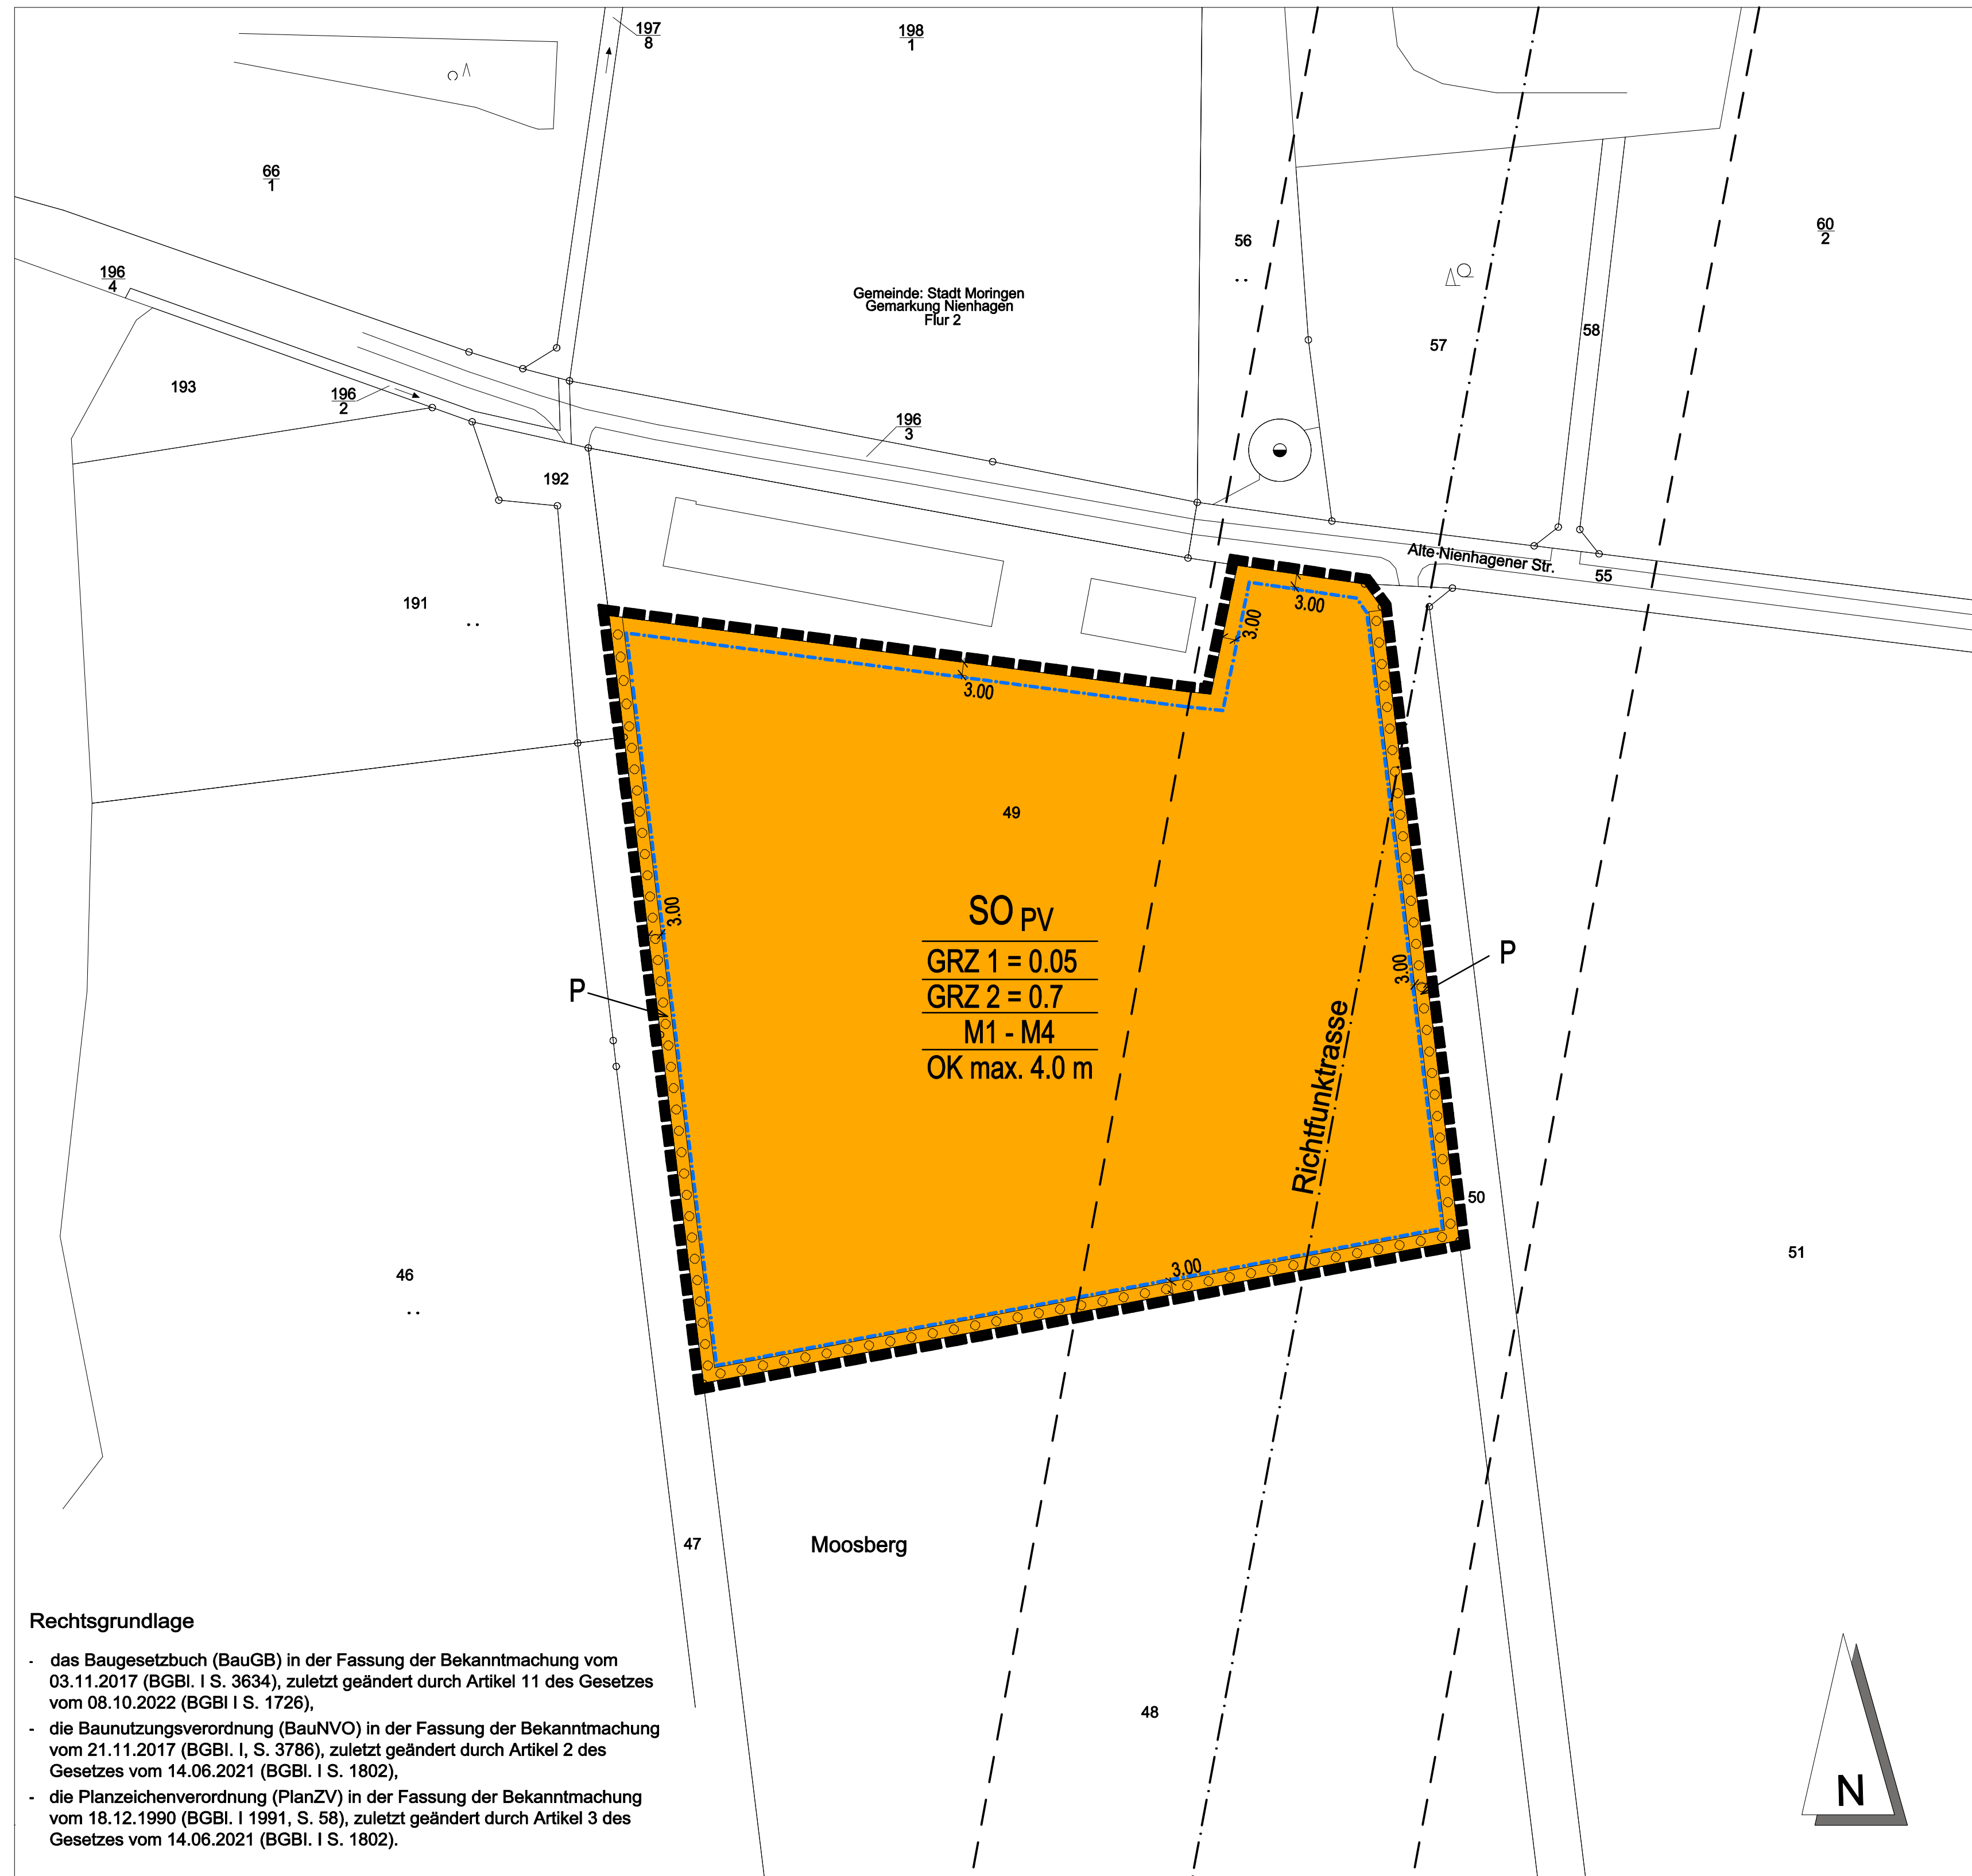 197
8
198
1
66
1
56
60
2
196
4
Gemeinde: Stadt Moringen
Gemarkung Nienhagen
Flur 2
58
57
193
196
2
196
3
192
Alte Nienhagener Str.
55
191
3.00
3.00
3.00
49
SO PV
GRZ 1 = 0.05
GRZ 2 = 0.7
M1 - M4
OK max. 4.0 m
3.00
P
3.00
P
Richtfunktrasse
50
51
46
3.00
47
Moosberg
48
Rechtsgrundlage
- das Baugesetzbuch (BauGB) in der Fassung der Bekanntmachung vom
03.11.2017 (BGBl. I S. 3634), zuletzt geändert durch Artikel 11 des Gesetzes
vom 08.10.2022 (BGBl I S. 1726),
- die Baunutzungsverordnung (BauNVO) in der Fassung der Bekanntmachung
vom 21.11.2017 (BGBl. I, S. 3786), zuletzt geändert durch Artikel 2 des
Gesetzes vom 14.06.2021 (BGBl. I S. 1802),
- die Planzeichenverordnung (PlanZV) in der Fassung der Bekanntmachung
vom 18.12.1990 (BGBl. I 1991, S. 58), zuletzt geändert durch Artikel 3 des
Gesetzes vom 14.06.2021 (BGBl. I S. 1802).
N